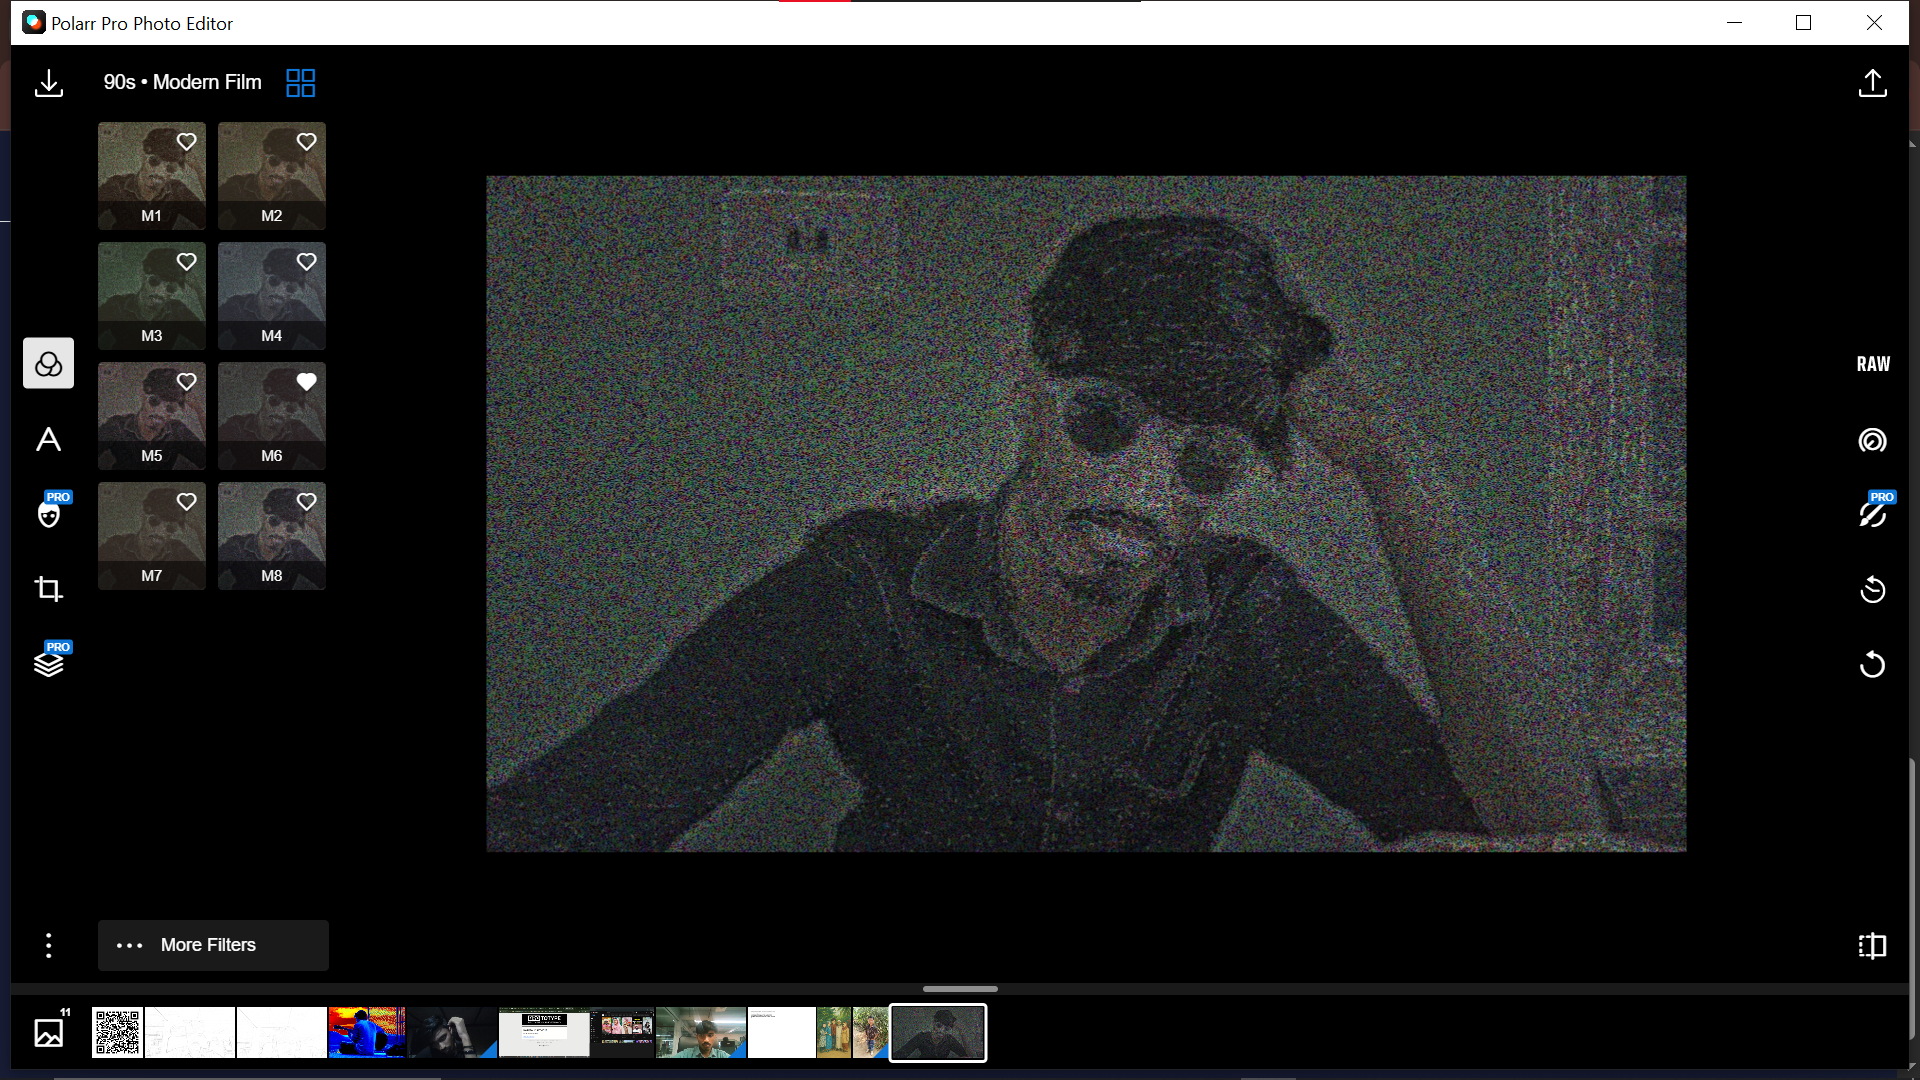 Polarr Pro Photo Editor
90s • Modern Film
M1
M2
M3
M4
M5
M6
M7
M8
RAW
PRO
PRO
PRO
More Filters
11